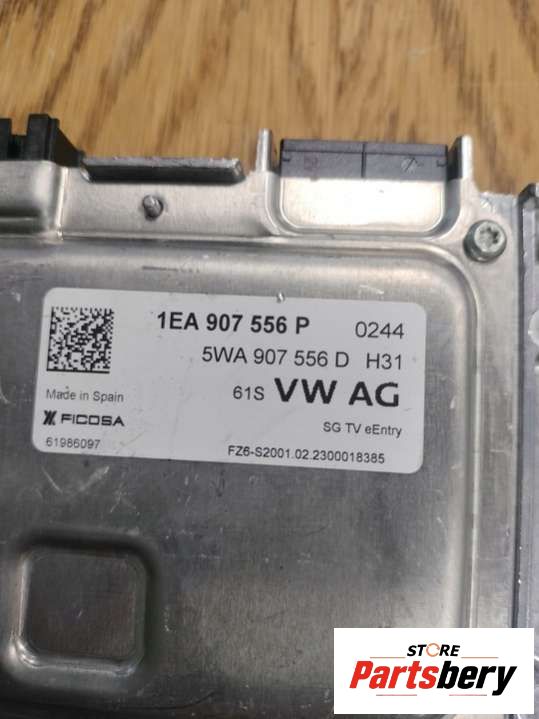 1EA 907 556 P 0244
5WA 907 556 D H31
61S VW AG
Made in Spain
FICOSA
SG TV eEntry
61986097
FZ6-S2001.02.2300018385
STORE
Partsbery